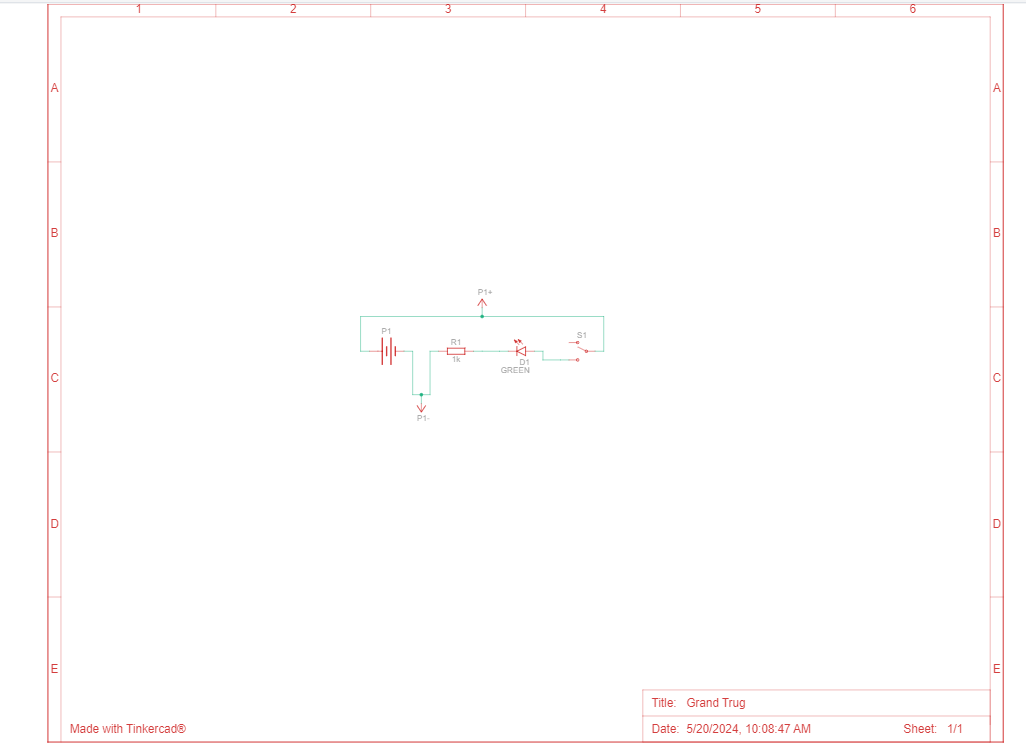 1 2 3 4 5 6
A A
B B
P1+
P1 S1
R1
1k D1
GREEN
C C
P1-
D D
E E
Title: Grand Trug
Made with Tinkercad® Date: 5/20/2024, 10:08:47 AM Sheet: 1/1